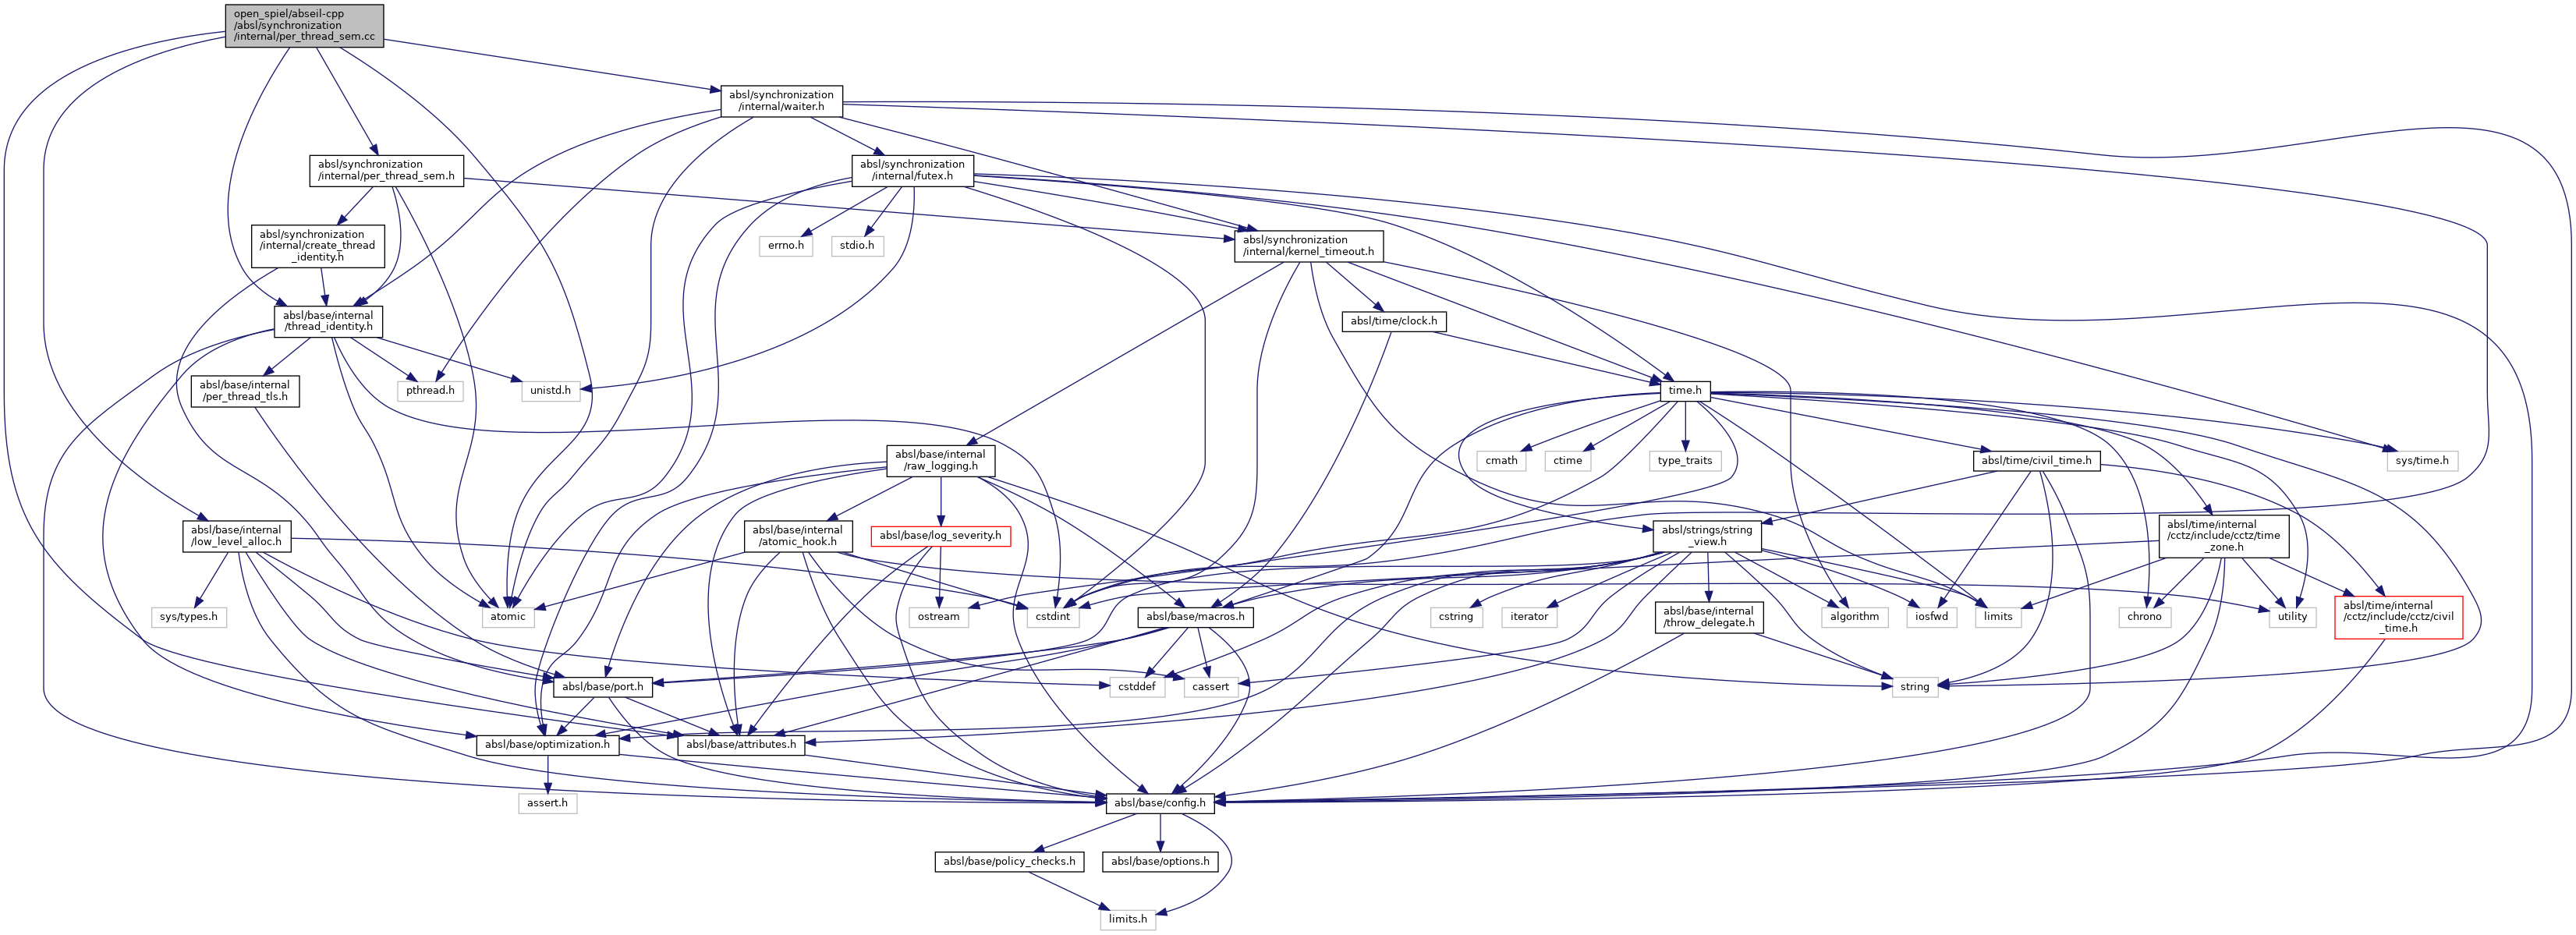 open_spiel/abseil-cpp
/absl/synchronization
/internal/per_thread_sem.cc
absl/synchronization
/internal/waiter.h
absl/synchronization
/internal/per_thread_sem.h
absl/synchronization
/internal/futex.h
absl/synchronization
/internal/create_thread
_identity.h
errno.h
stdio.h
absl/synchronization
/internal/kernel_timeout.h
absl/base/internal
/thread_identity.h
absl/time/clock.h
absl/base/internal
/per_thread_tls.h
pthread.h
unistd.h
time.h
absl/base/internal
/raw_logging.h
cmath
ctime
type_traits
absl/time/civil_time.h
sys/time.h
absl/base/internal
/low_level_alloc.h
absl/base/internal
/atomic_hook.h
absl/base/log_severity.h
absl/strings/string
_view.h
absl/time/internal
/cctz/include/cctz/time
_zone.h
sys/types.h
atomic
ostream
cstdint
absl/base/macros.h
cstring
iterator
absl/base/internal
/throw_delegate.h
algorithm
iosfwd
limits
chrono
utility
absl/time/internal
/cctz/include/cctz/civil
_time.h
absl/base/port.h
cstddef
cassert
string
absl/base/optimization.h
absl/base/attributes.h
assert.h
absl/base/config.h
absl/base/policy_checks.h
absl/base/options.h
limits.h